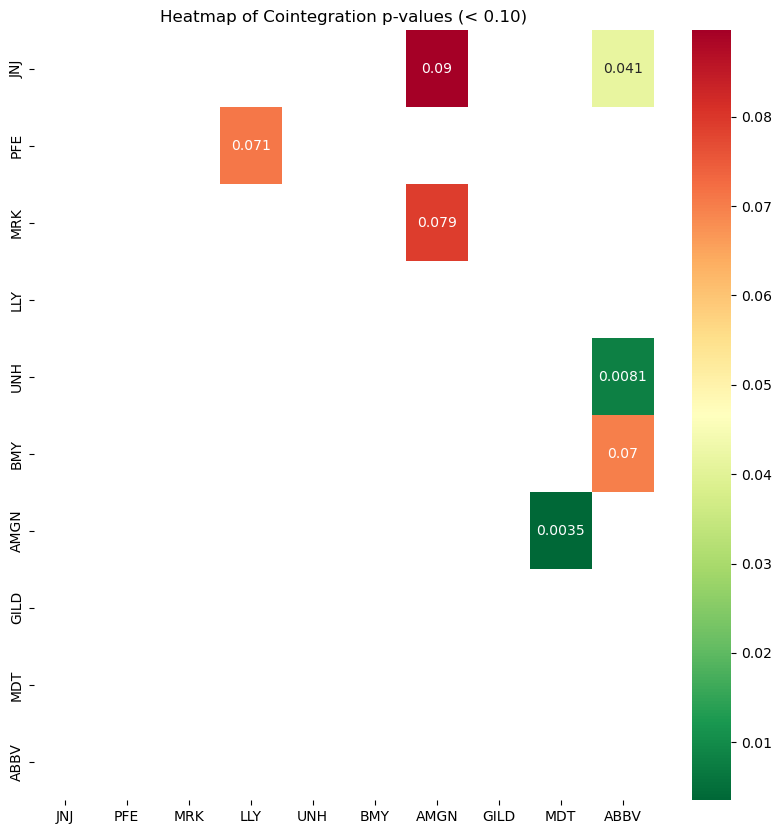 Heatmap of Cointegration p-values (< 0.10)
JNJ
0.09
0.041
0.08
PFE
0.071
0.07
MRK
0.079
0.06
LLY
0.05
UNH
0.0081
0.04
BMY
0.07
0.03
AMGN
0.0035
GILD
0.02
MDT
0.01
ABBV
JNJ PFE MRK LLY UNH BMY AMGN GILD MDT ABBV